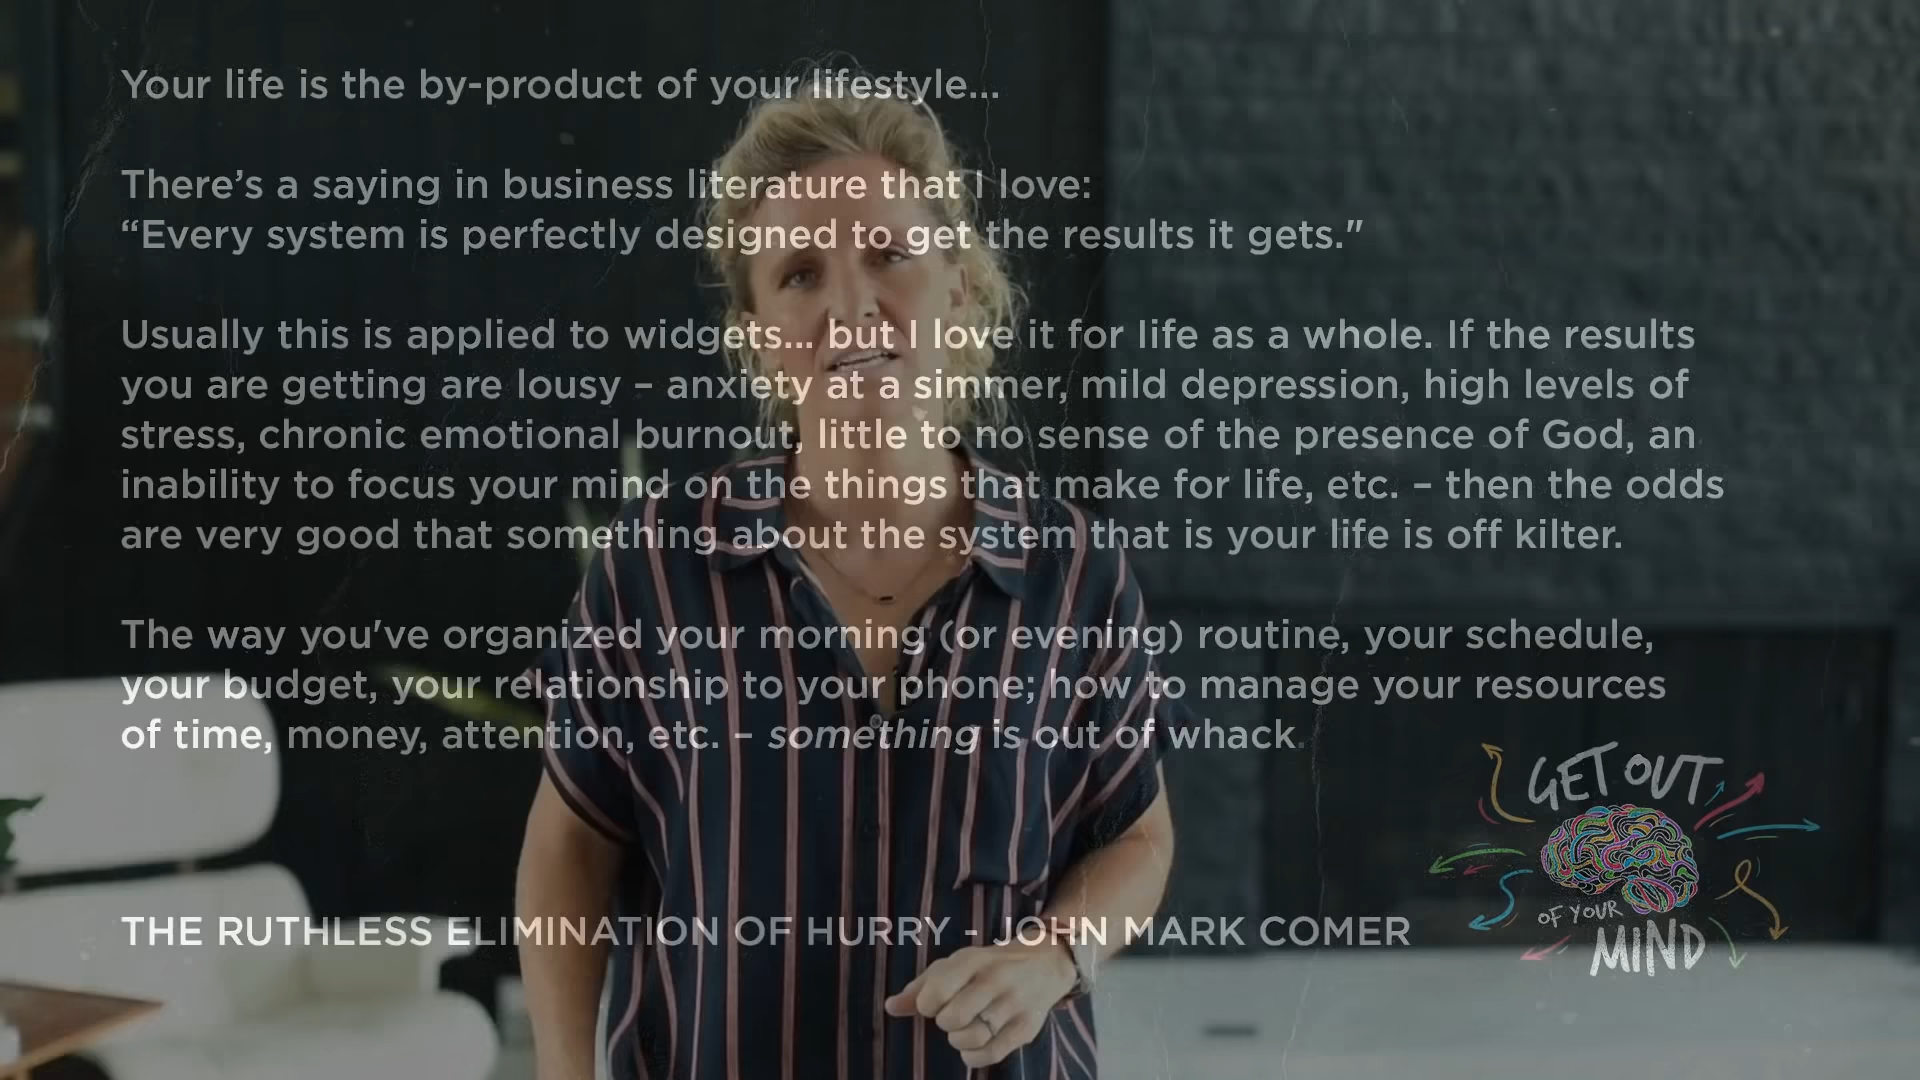 Your life is the by-product of your lifestyle...
There's a saying in business literature that I love:
“Every system is perfectly designed to get the results it gets."
Usually this is applied to widgets... but I love it for life as a whole. If the results
you are getting are lousy – anxiety at a simmer, mild depression, high levels of
stress, chronic emotional burnout, little to no sense of the presence of God, an
inability to focus your mind on the things that make for life, etc. – then the odds
are very good that something about the system that is your life is off kilter.
The way you've organized your morning (or evening) routine, your schedule,
your budget, your relationship to your phone; how to manage your resources
of time, money, attention, etc. – something is out of whack.
THE RUTHLESS ELIMINATION OF HURRY - JOHN MARK COMER
GET OUT
OF YOUR
MIND